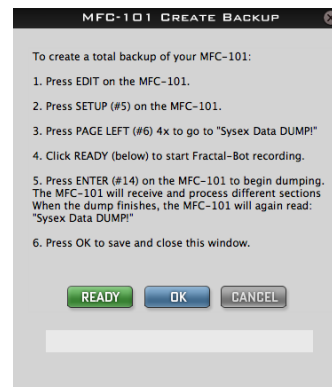 MFC-101 CREATE BACKUP
To create a total backup of your MFC-101:
1. Press EDIT on the MFC-101.
2. Press SETUP (#5) on the MFC-101.
3. Press PAGE LEFT (#6) 4x to go to "Sysex Data DUMP!"
4. Click READY (below) to start Fractal-Bot recording.
5. Press ENTER (#14) on the MFC-101 to begin dumping.
The MFC-101 will receive and process different sections
When the dump finishes, the MFC-101 will again read:
"Sysex Data DUMP!"
6. Press OK to save and close this window.
READY OK CANCEL